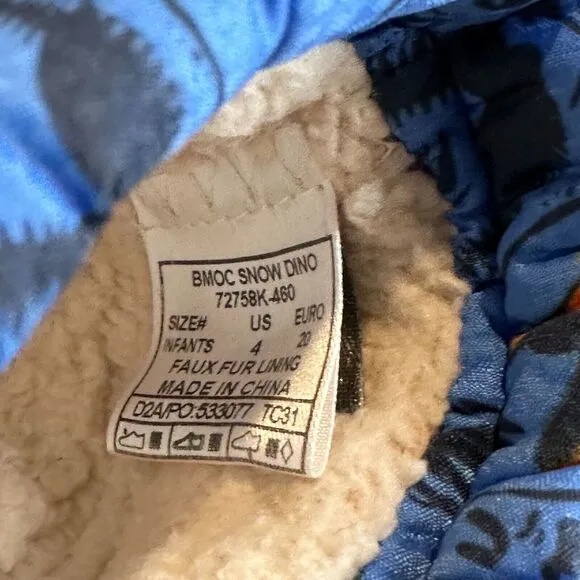 BMOC SNOW DINO
72758K-460
SIZE# US EURO
INFANTS 4 20
FAUX FUR LINING
MADE IN CHINA
D2A/PO:533077 TC31